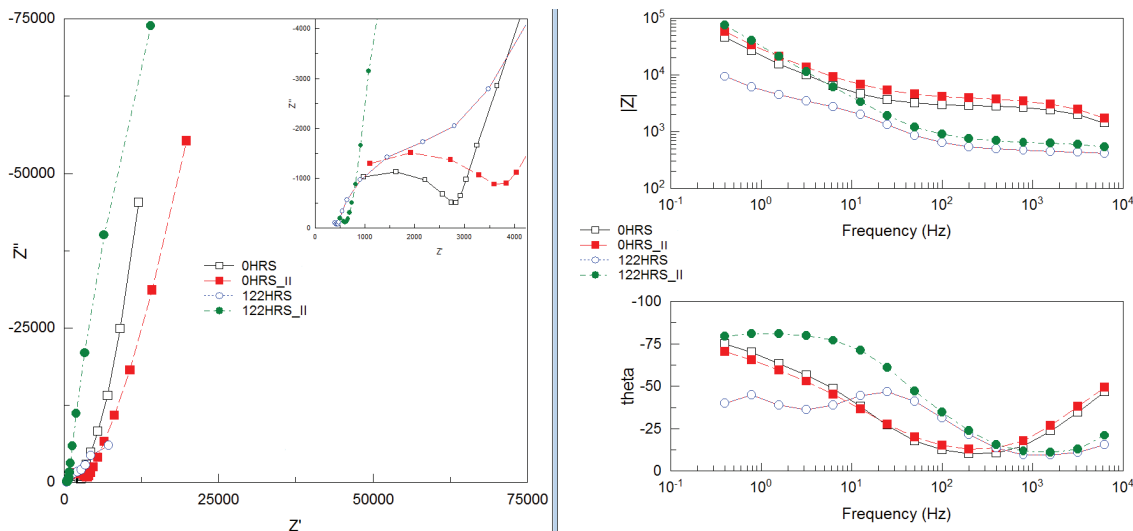 -75000
-50000
-25000
0
0 25000 50000 75000
Z''
Z'
-4000
-3000
-2000
-1000
0
0 1000 2000 3000 4000
Z''
Z'
0HRS
0HRS_II
122HRS
122HRS_II
10^5
10^4
10^3
10^2
|Z|
10^-1 10^0 10^1 10^2 10^3 10^4
Frequency (Hz)
0HRS
0HRS_II
122HRS
122HRS_II
-100
-75
-50
-25
0
theta
10^-1 10^0 10^1 10^2 10^3 10^4
Frequency (Hz)